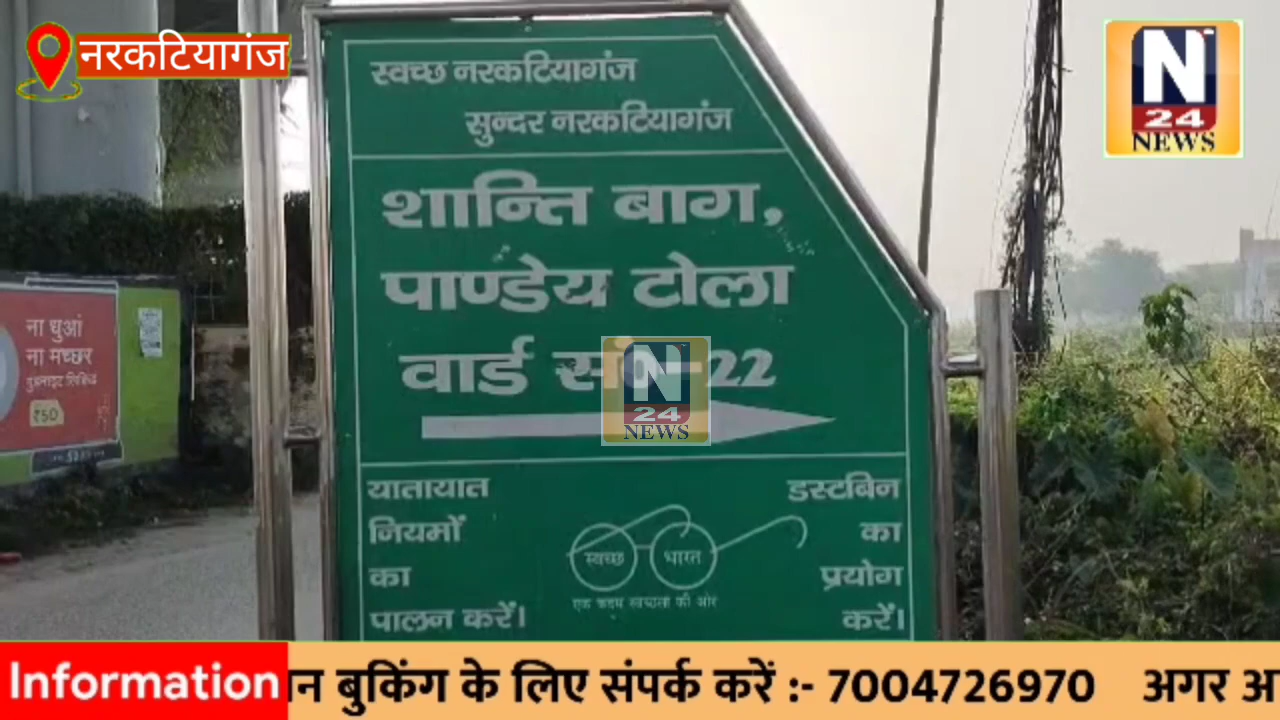 नरकटियागंज
N
24
NEWS
स्वच्छ नरकटियागंज
सुन्दर नरकटियागंज
शान्ति बाग,
पाण्डेय टोला
वार्ड सं०-22
N
24
NEWS
ना धुआं
ना मच्छर
₹50
यातायात
नियमों
का
पालन करें।
स्वच्छ भारत
एक कदम स्वच्छता की ओर
डस्टबिन
का
प्रयोग
करें।
Information
न बुकिंग के लिए संपर्क करें :- 7004726970 अगर आ